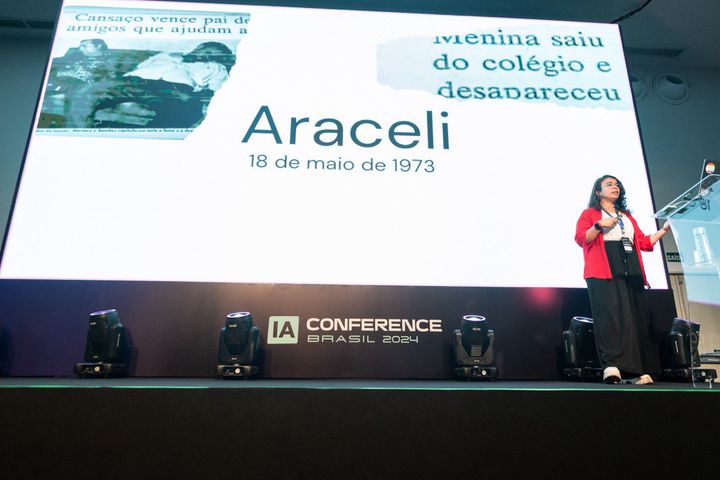 Cansaço vence pai de
amigos que ajudam a
Menina saiu
do colégio e
desapareceu
Araceli
18 de maio de 1973
IA CONFERENCE
BRASIL 2024